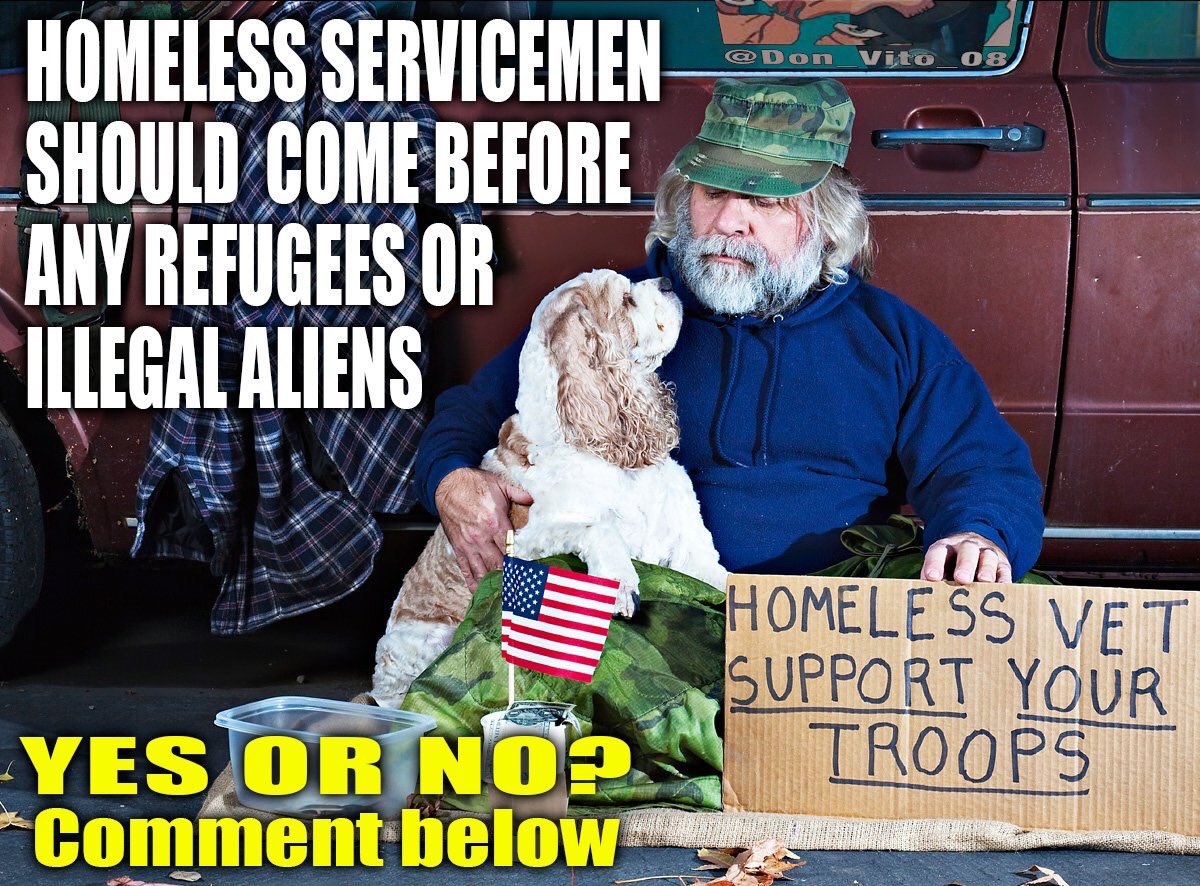 HOMELESS SERVICEMEN
SHOULD COME BEFORE
ANY REFUGEES OR
ILLEGAL ALIENS
@Don_Vito_08
HOMELESS VET
SUPPORT YOUR
TROOPS
YES OR NO?
Comment below